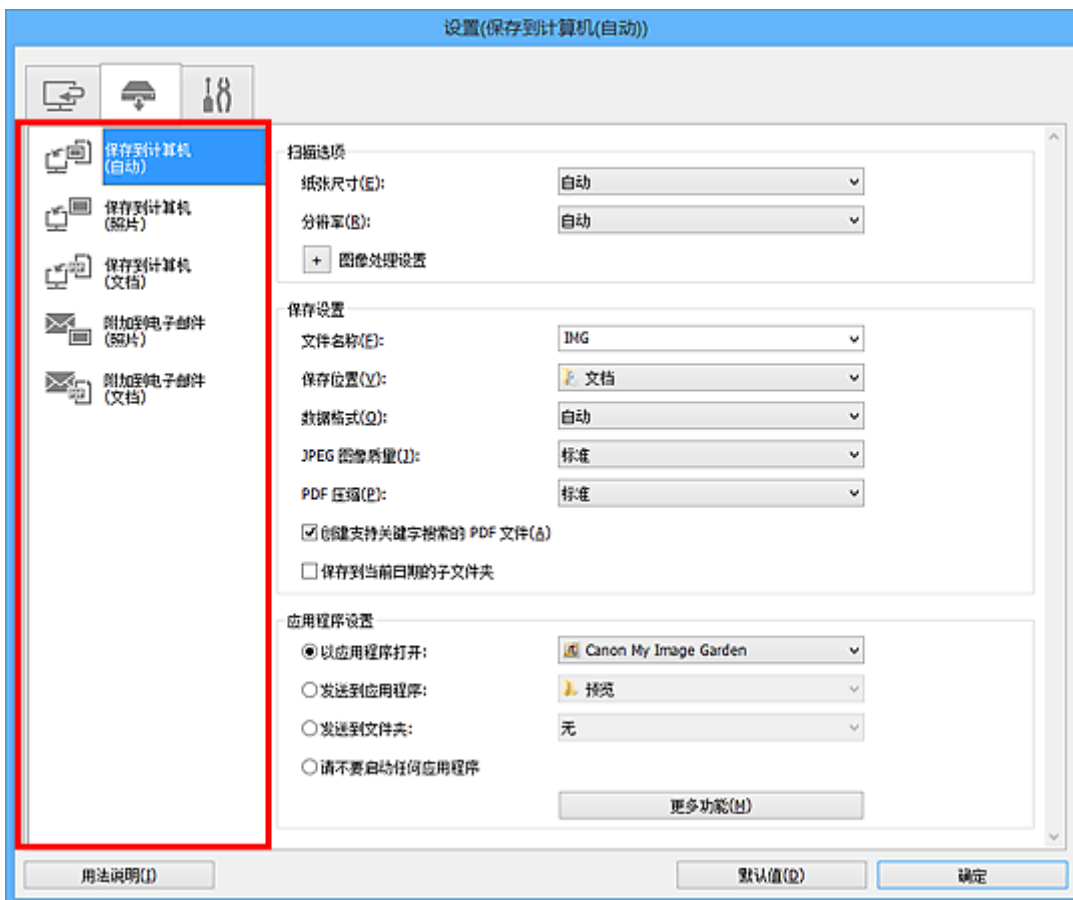 设置(保存到计算机(自动))
保存到计算机
(自动)
保存到计算机
(照片)
保存到计算机
(文档)
附加到电子邮件
(照片)
附加到电子邮件
(文档)
扫描选项
纸张尺寸(E): 自动
分辨率(R): 自动
+ 图像处理设置
保存设置
文件名称(F): IMG
保存位置(V): 文档
数据格式(O): 自动
JPEG 图像质量(J): 标准
PDF 压缩(P): 标准
创建支持关键字搜索的 PDF 文件(A)
保存到当前日期的子文件夹
应用程序设置
以应用程序打开: Canon My Image Garden
发送到应用程序: 预览
发送到文件夹: 无
请不要启动任何应用程序
更多功能(M)
用法说明(I) 默认值(D) 确定